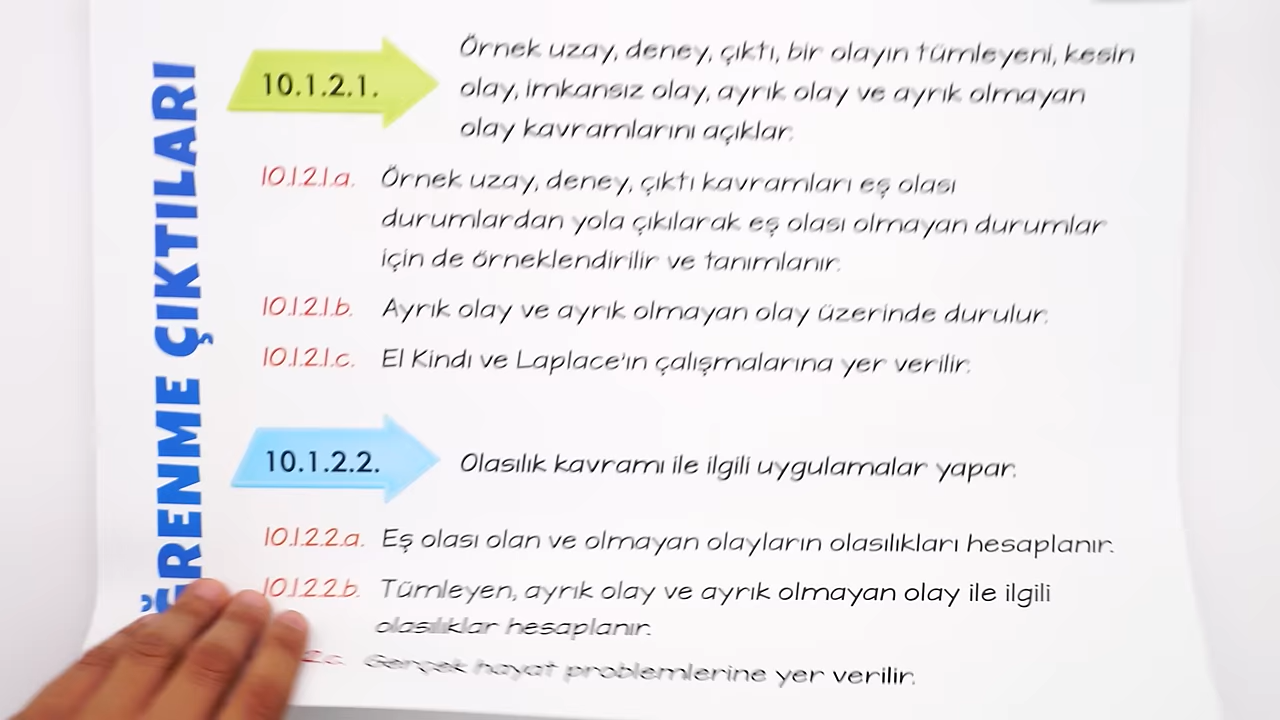 ĞRENME ÇIKTILARI
10.1.2.1.
Örnek uzay, deney, çıktı, bir olayın tümleyeni, kesin
olay, imkansız olay, ayrık olay ve ayrık olmayan
olay kavramlarını açıklar.
10.1.2.1.a. Örnek uzay, deney, çıktı kavramları eş olası
durumlardan yola çıkılarak eş olası olmayan durumlar
için de örneklendirilir ve tanımlanır.
10.1.2.1.b. Ayrık olay ve ayrık olmayan olay üzerinde durulur.
10.1.2.1.c. El Kindi ve Laplace'ın çalışmalarına yer verilir.
10.1.2.2. Olasılık kavramı ile ilgili uygulamalar yapar.
10.1.2.2.a. Eş olası olan ve olmayan olayların olasılıkları hesaplanır.
10.1.2.2.b. Tümleyen, ayrık olay ve ayrık olmayan olay ile ilgili
olasılıklar hesaplanır.
2.c. Gerçek hayat problemlerine yer verilir.